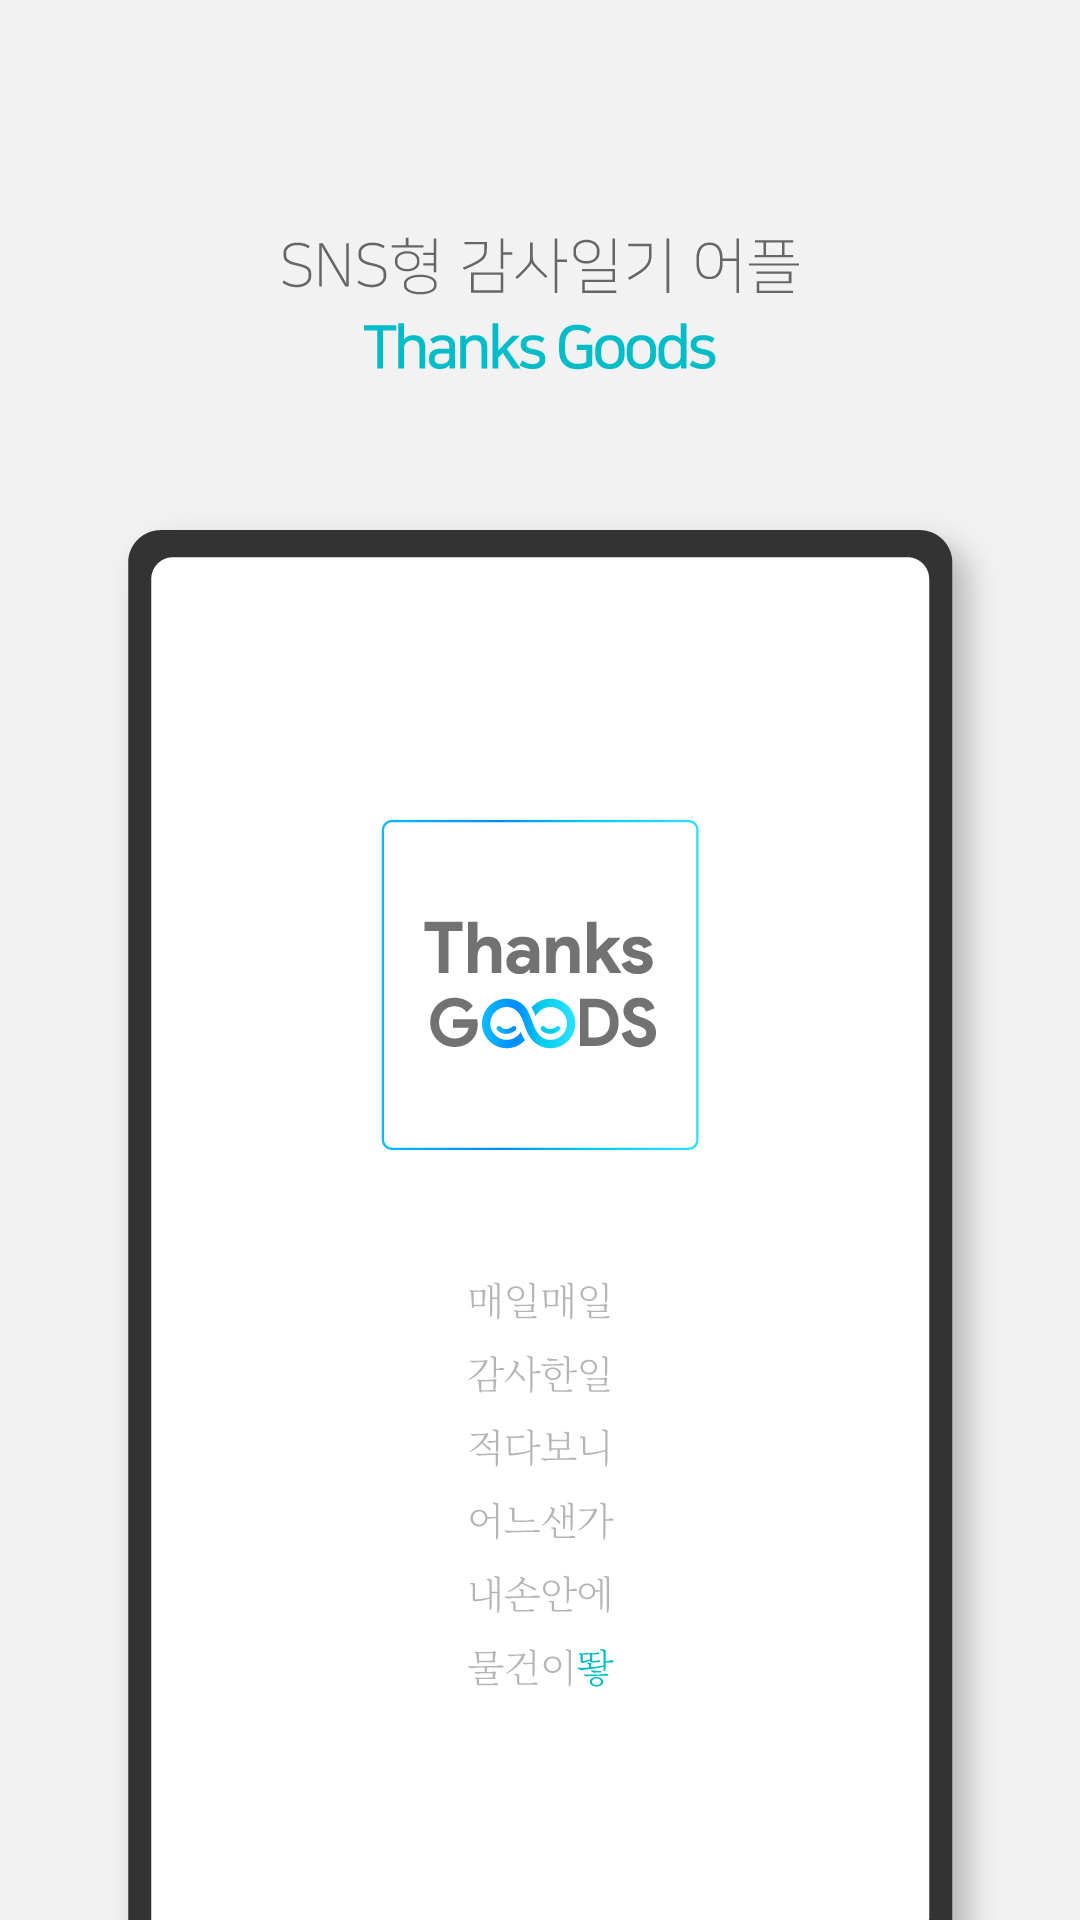 SNS형 감사일기 어플
Thanks Goods
Thanks
GOODS
매일매일
감사한일
적다보니
어느샌가
내손안에
물건이뙇